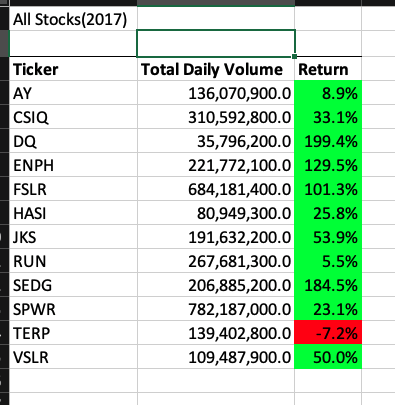 All Stocks(2017)
Ticker Total Daily Volume Return
AY 136,070,900.0 8.9%
CSIQ 310,592,800.0 33.1%
DQ 35,796,200.0 199.4%
ENPH 221,772,100.0 129.5%
FSLR 684,181,400.0 101.3%
HASI 80,949,300.0 25.8%
JKS 191,632,200.0 53.9%
RUN 267,681,300.0 5.5%
SEDG 206,885,200.0 184.5%
SPWR 782,187,000.0 23.1%
TERP 139,402,800.0 -7.2%
VSLR 109,487,900.0 50.0%